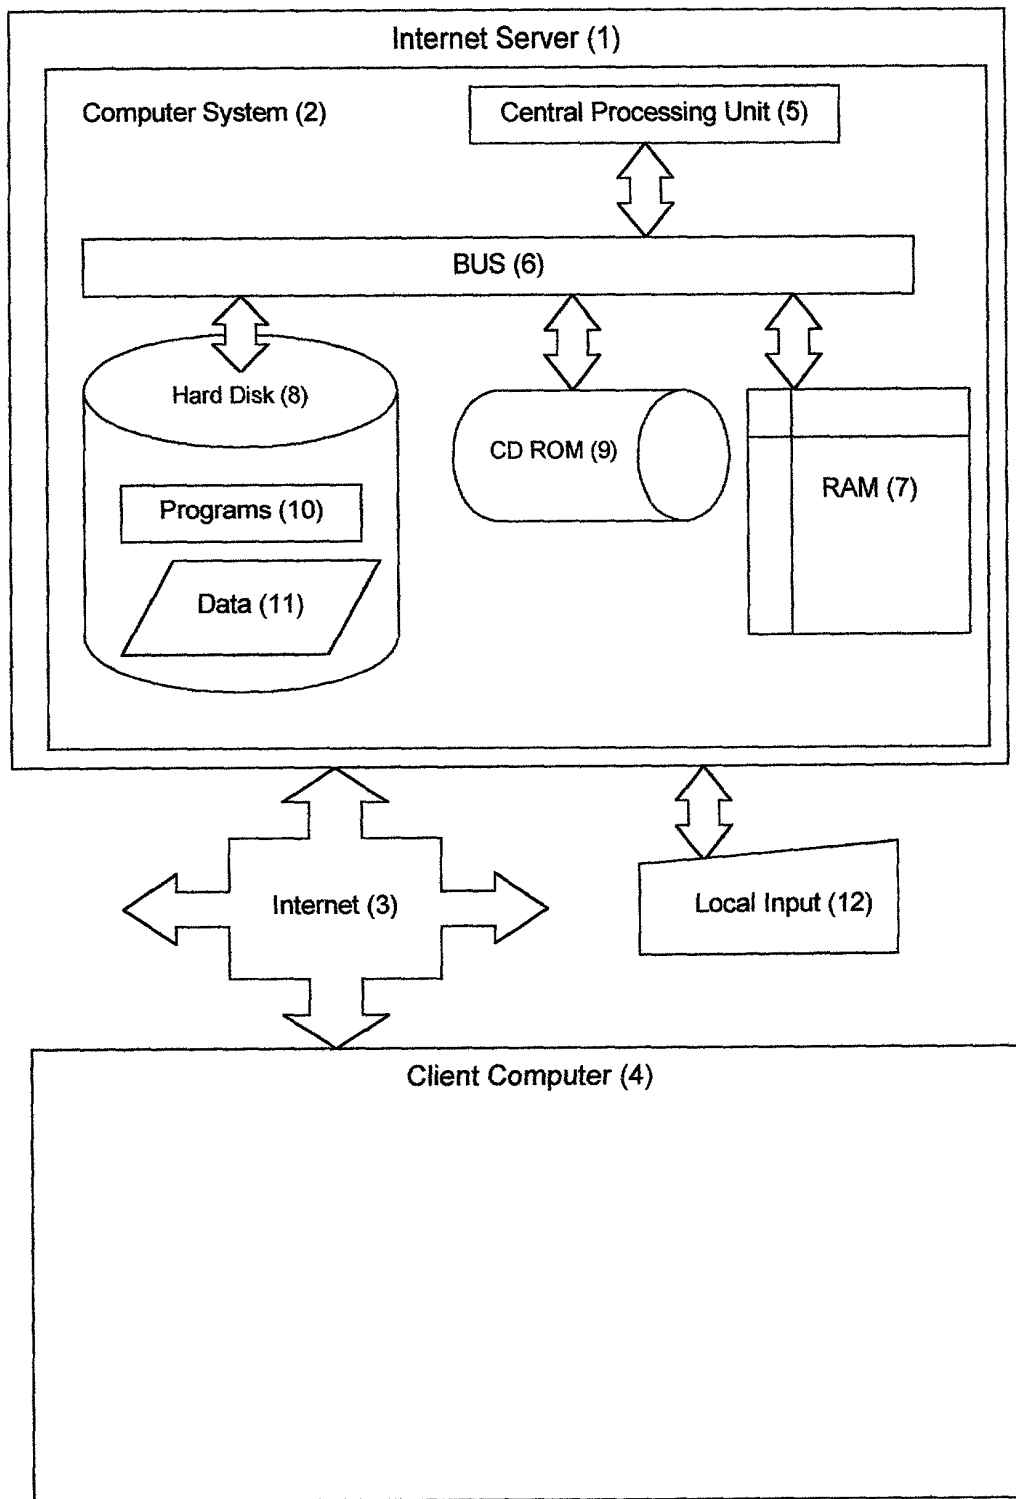 Internet Server (1)
Computer System (2)
Central Processing Unit (5)
BUS (6)
Hard Disk (8)
CD ROM (9)
RAM (7)
Programs (10)
Data (11)
Internet (3)
Local Input (12)
Client Computer (4)